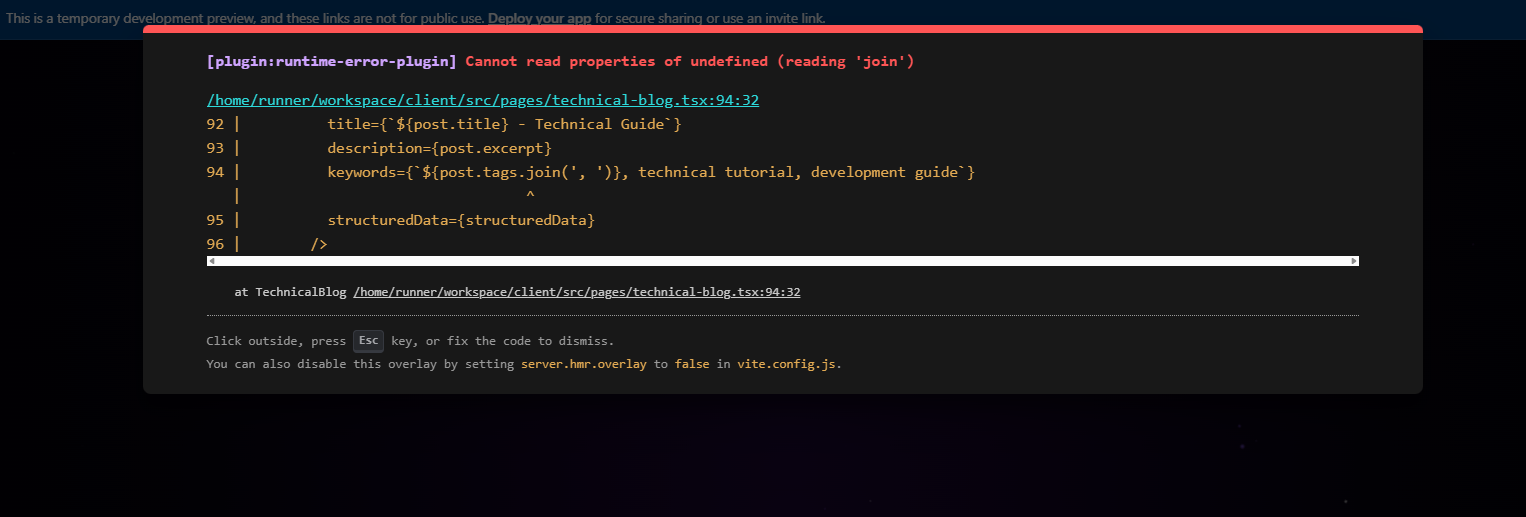 This is a temporary development preview, and these links are not for public use. Deploy your app for secure sharing or use an invite link.
[plugin:runtime-error-plugin] Cannot read properties of undefined (reading 'join')
/home/runner/workspace/client/src/pages/technical-blog.tsx:94:32
92 |          title={`${post.title} - Technical Guide`}
93 |          description={post.excerpt}
94 |          keywords={`${post.tags.join(', ')}, technical tutorial, development guide`}
   |                                 ^
95 |          structuredData={structuredData}
96 |        />
at TechnicalBlog /home/runner/workspace/client/src/pages/technical-blog.tsx:94:32
Click outside, press Esc key, or fix the code to dismiss.
You can also disable this overlay by setting server.hmr.overlay to false in vite.config.js.